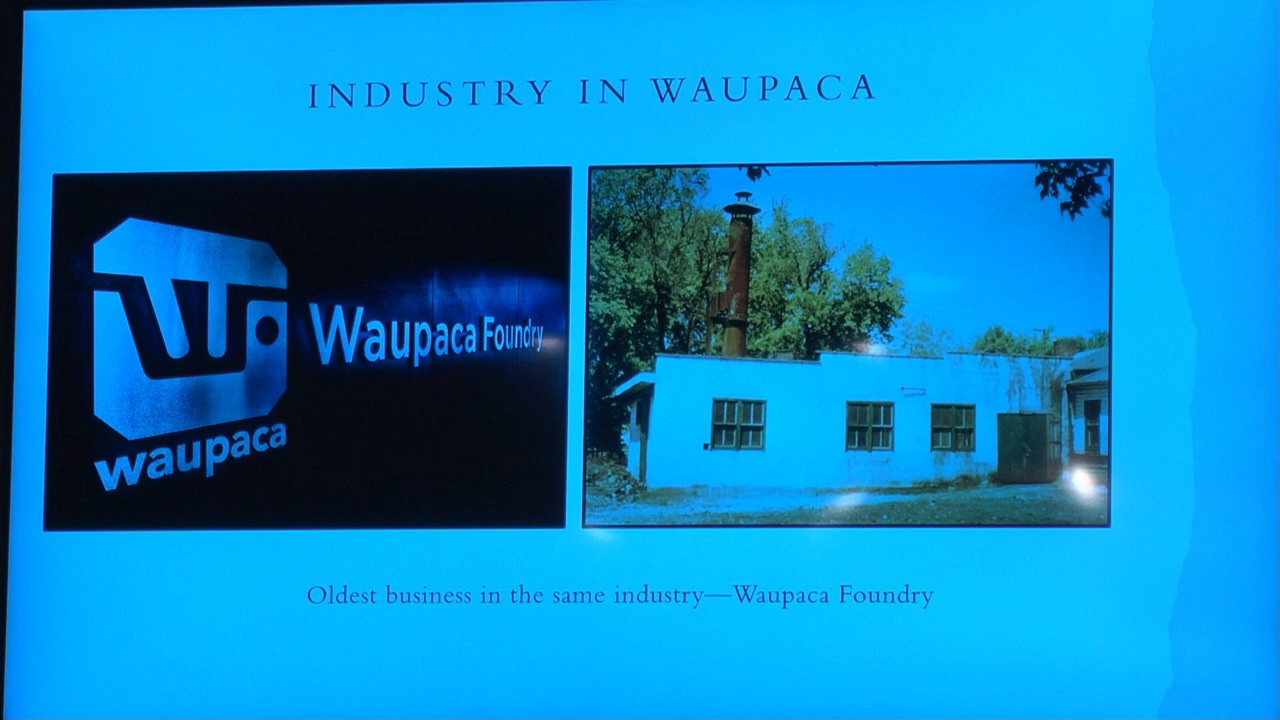 INDUSTRY IN WAUPACA
Waupaca Foundry
waupaca
Oldest business in the same industry—Waupaca Foundry